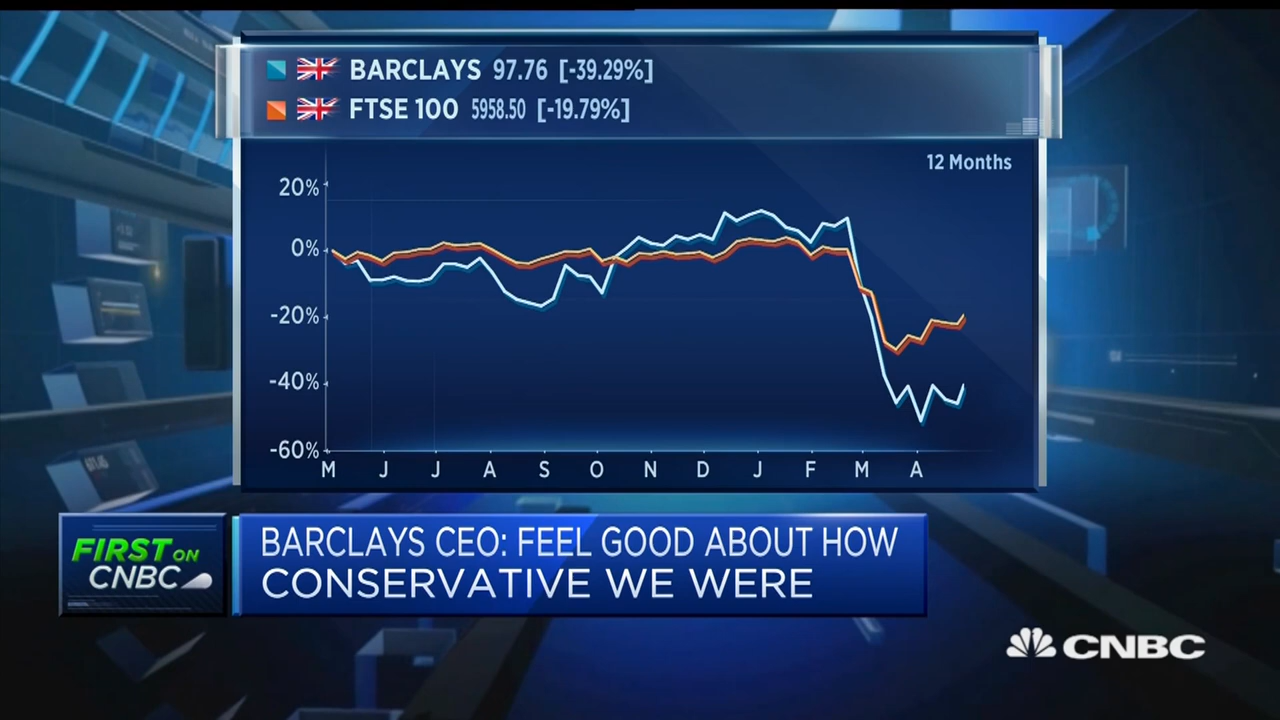 BARCLAYS 97.76 [-39.29%]
FTSE 100 5958.50 [-19.79%]
12 Months
20%
0%
-20%
-40%
-60%
M J J A S O N D J F M A
FIRST ON
CNBC
BARCLAYS CEO: FEEL GOOD ABOUT HOW
CONSERVATIVE WE WERE
CNBC